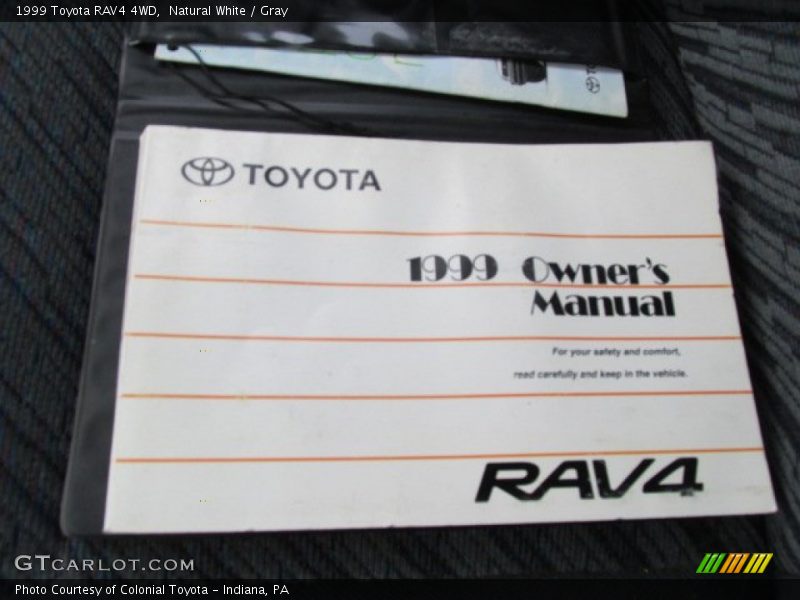 1999 Toyota RAV4 4WD,  Natural White / Gray
TOYOTA
1999 Owner's
Manual
For your safety and comfort,
read carefully and keep in the vehicle.
RAV4
GTCARLOT.COM
Photo Courtesy of Colonial Toyota - Indiana, PA